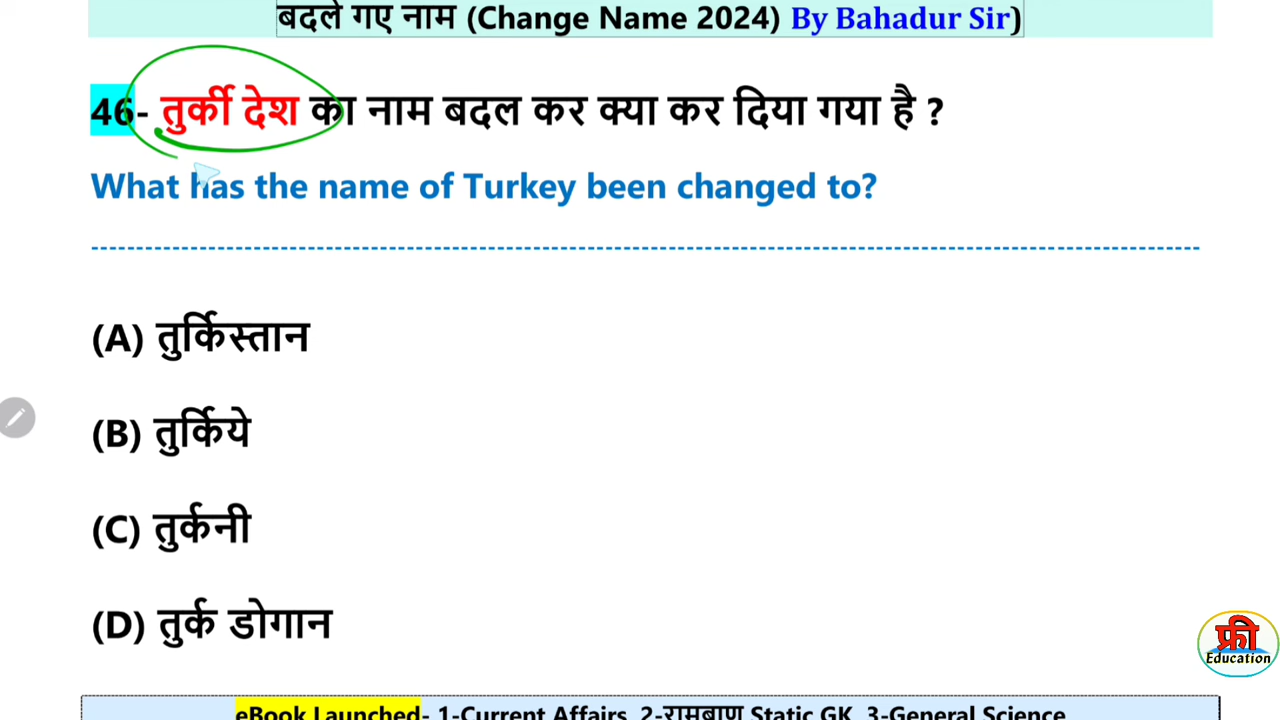 बदले गए नाम (Change Name 2024) By Bahadur Sir)
46- तुर्की देश का नाम बदल कर क्या कर दिया गया है ?
What has the name of Turkey been changed to?
--------------------------------------------------------------------------------------------------------------
(A) तुर्किस्तान
(B) तुर्किये
(C) तुर्कनी
(D) तुर्क डोगान
फ्री
Education
eBook Launched- 1-Current Affairs, 2-रामबाण Static GK, 3-General Science